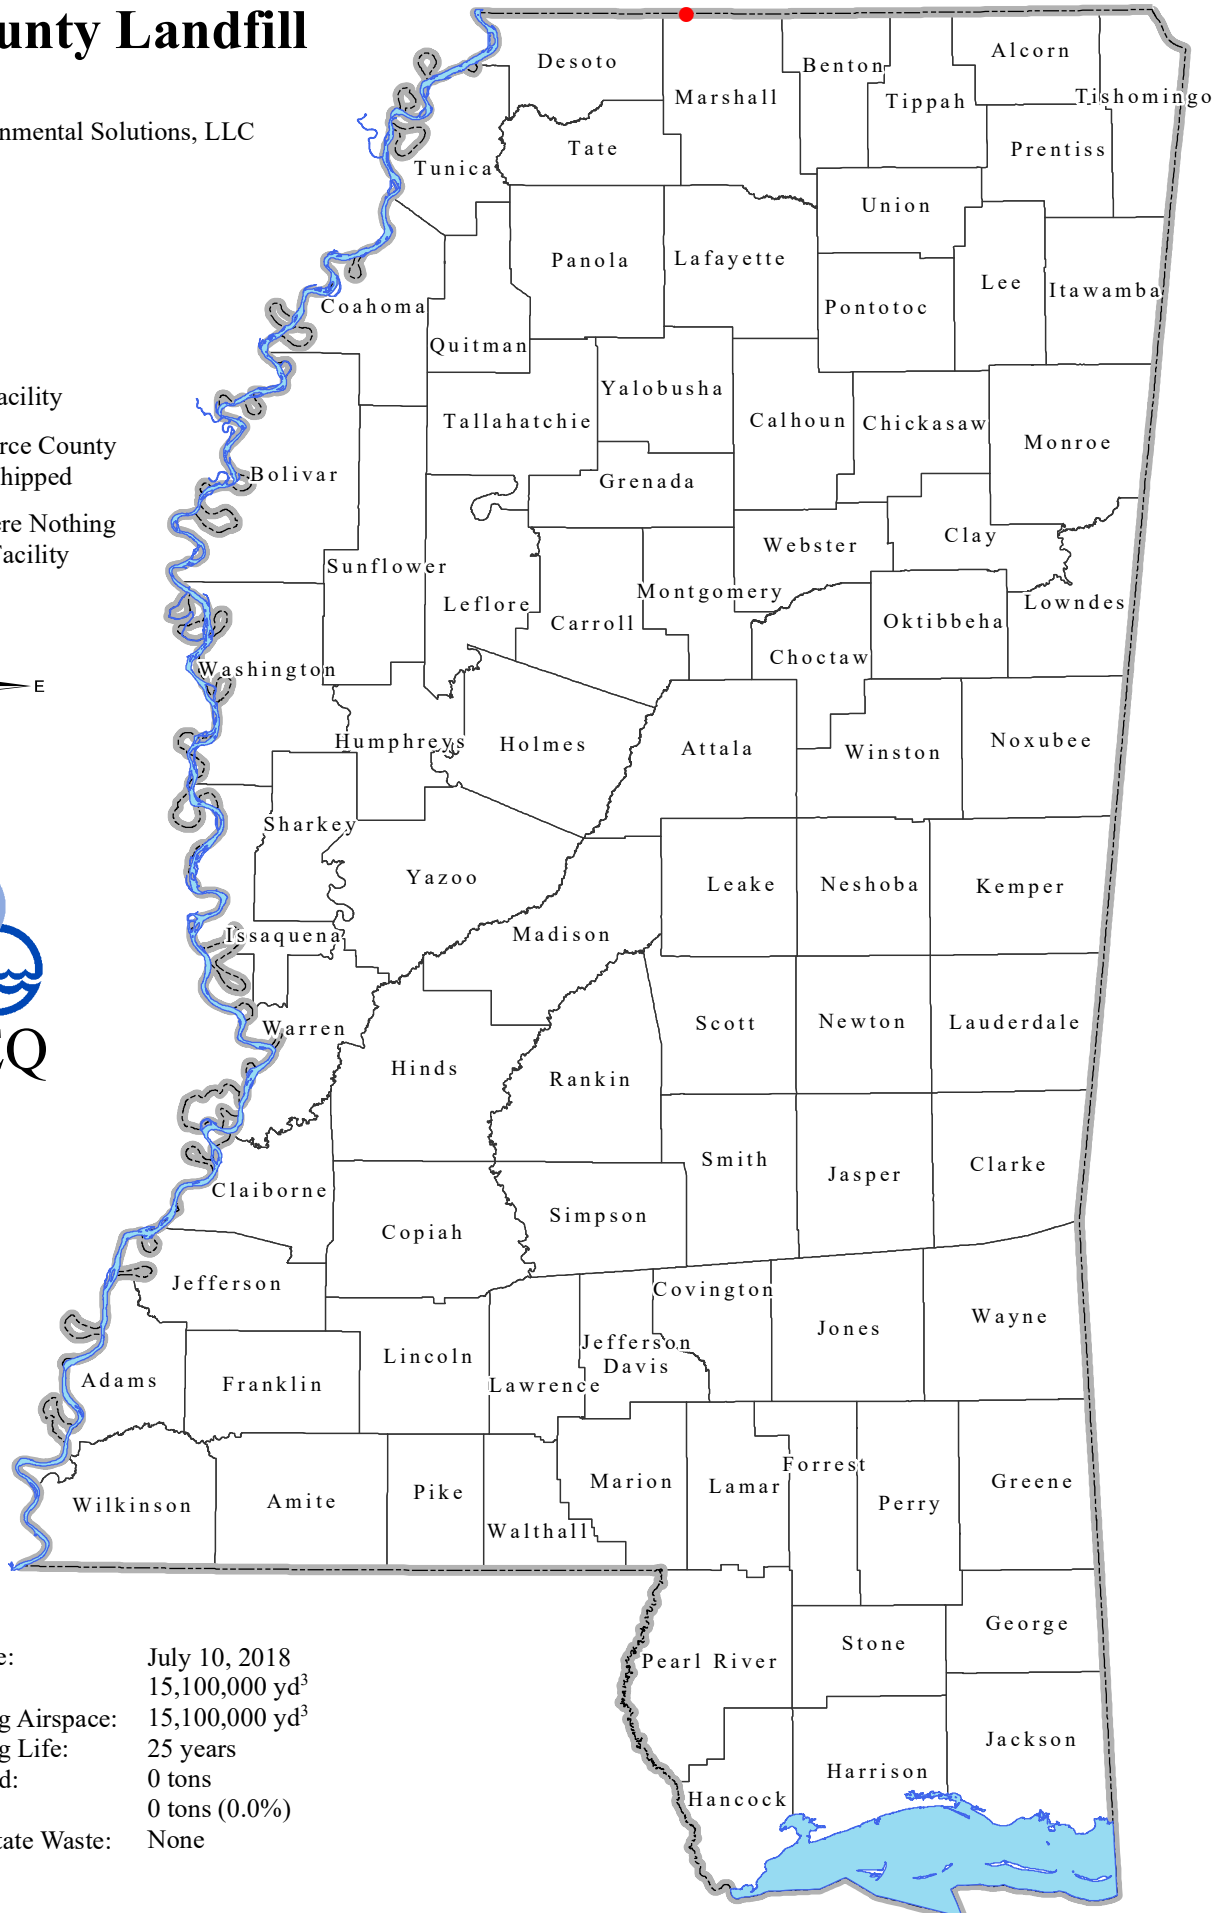 unty Landfill
nmental Solutions, LLC
acility
rce County
hipped
ere Nothing
Facility
E
CQ
Desoto
Marshall
Benton
Tippah
Alcorn
Tishomingo
Tunica
Tate
Prentiss
Union
Panola
Lafayette
Pontotoc
Lee
Itawamba
Coahoma
Quitman
Yalobusha
Tallahatchie
Calhoun
Chickasaw
Monroe
Bolivar
Grenada
Sunflower
Leflore
Carroll
Montgomery
Webster
Clay
Lowndes
Oktibbeha
Choctaw
Washington
Humphreys
Holmes
Attala
Winston
Noxubee
Sharkey
Yazoo
Leake
Neshoba
Kemper
Issaquena
Madison
Warren
Hinds
Rankin
Scott
Newton
Lauderdale
Smith
Jasper
Clarke
Claiborne
Copiah
Simpson
Jefferson
Covington
Jones
Wayne
Adams
Franklin
Lincoln
Lawrence
Jefferson
Davis
Wilkinson
Amite
Pike
Walthall
Marion
Lamar
Forrest
Perry
Greene
Pearl River
Stone
George
Hancock
Harrison
Jackson
e: July 10, 2018
15,100,000 yd³
g Airspace: 15,100,000 yd³
g Life: 25 years
d: 0 tons
0 tons (0.0%)
tate Waste: None